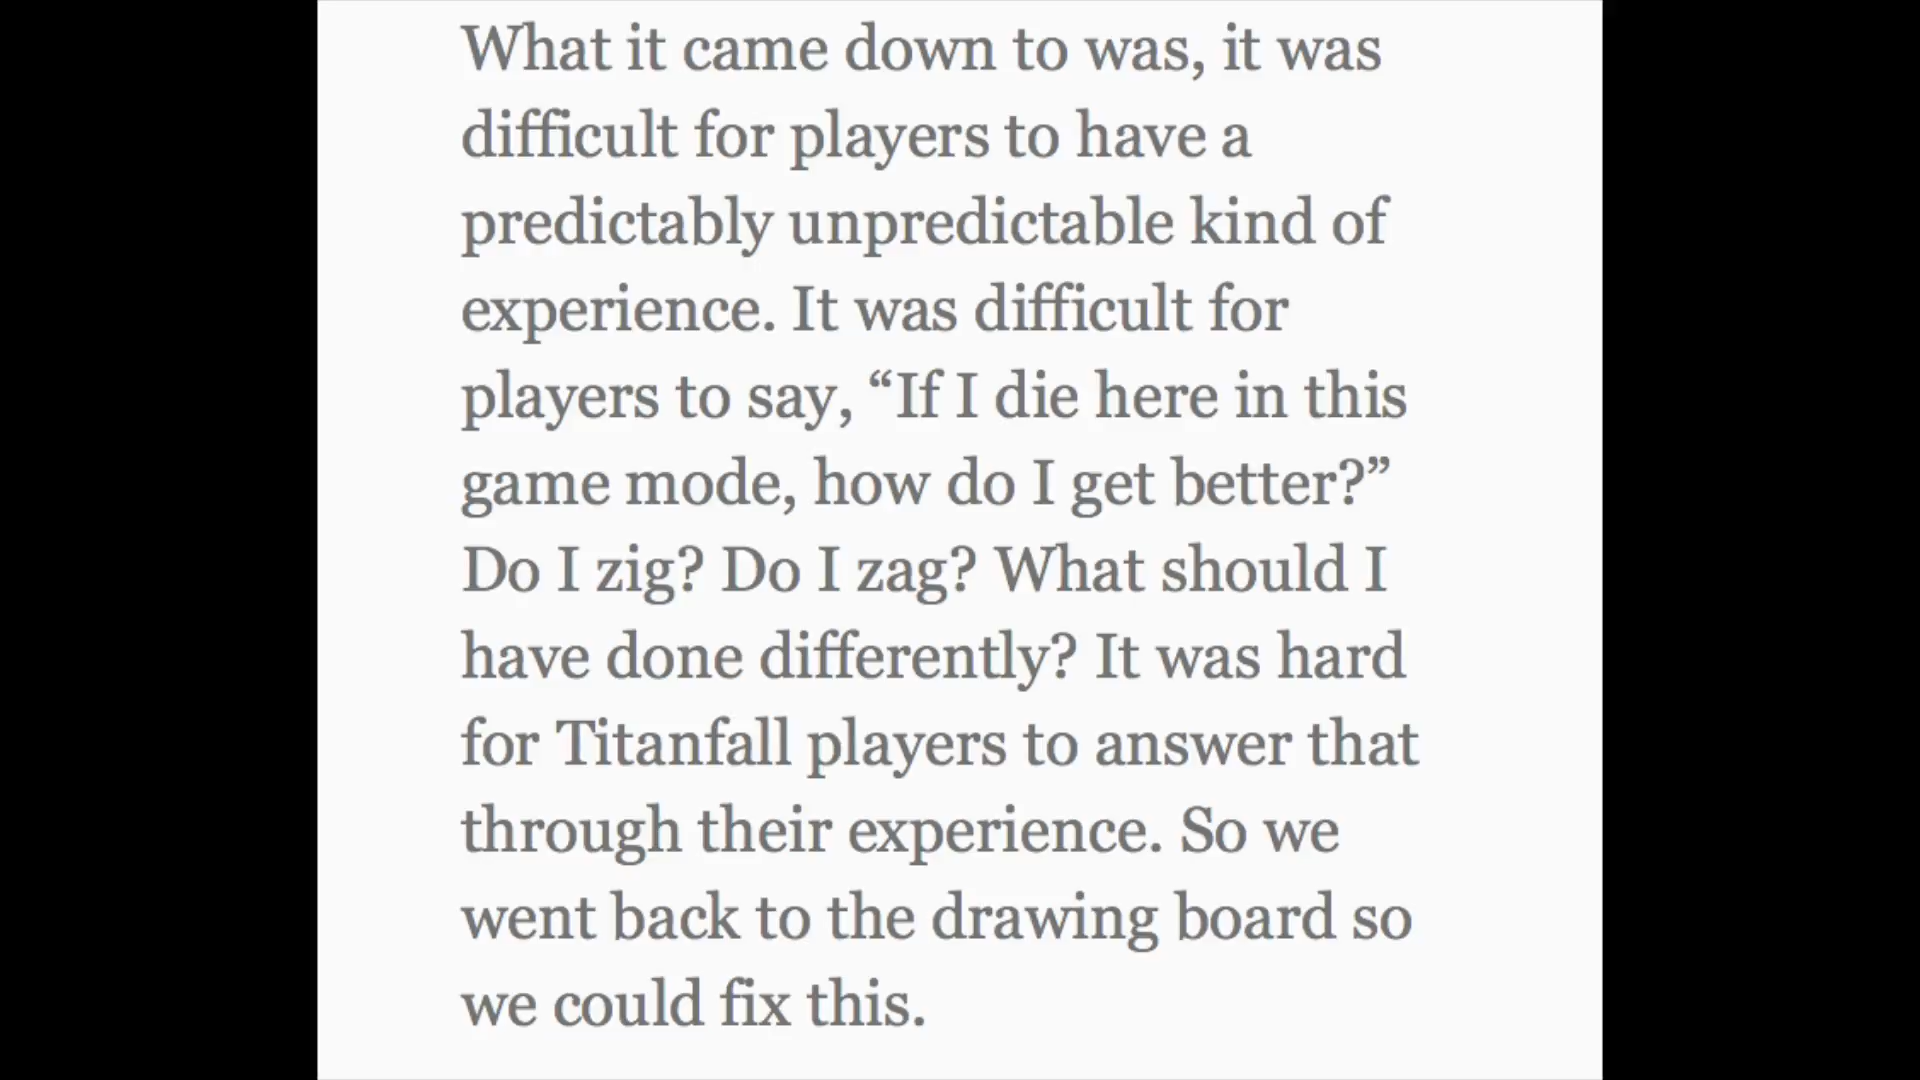 What it came down to was, it was
difficult for players to have a
predictably unpredictable kind of
experience. It was difficult for
players to say, “If I die here in this
game mode, how do I get better?”
Do I zig? Do I zag? What should I
have done differently? It was hard
for Titanfall players to answer that
through their experience. So we
went back to the drawing board so
we could fix this.